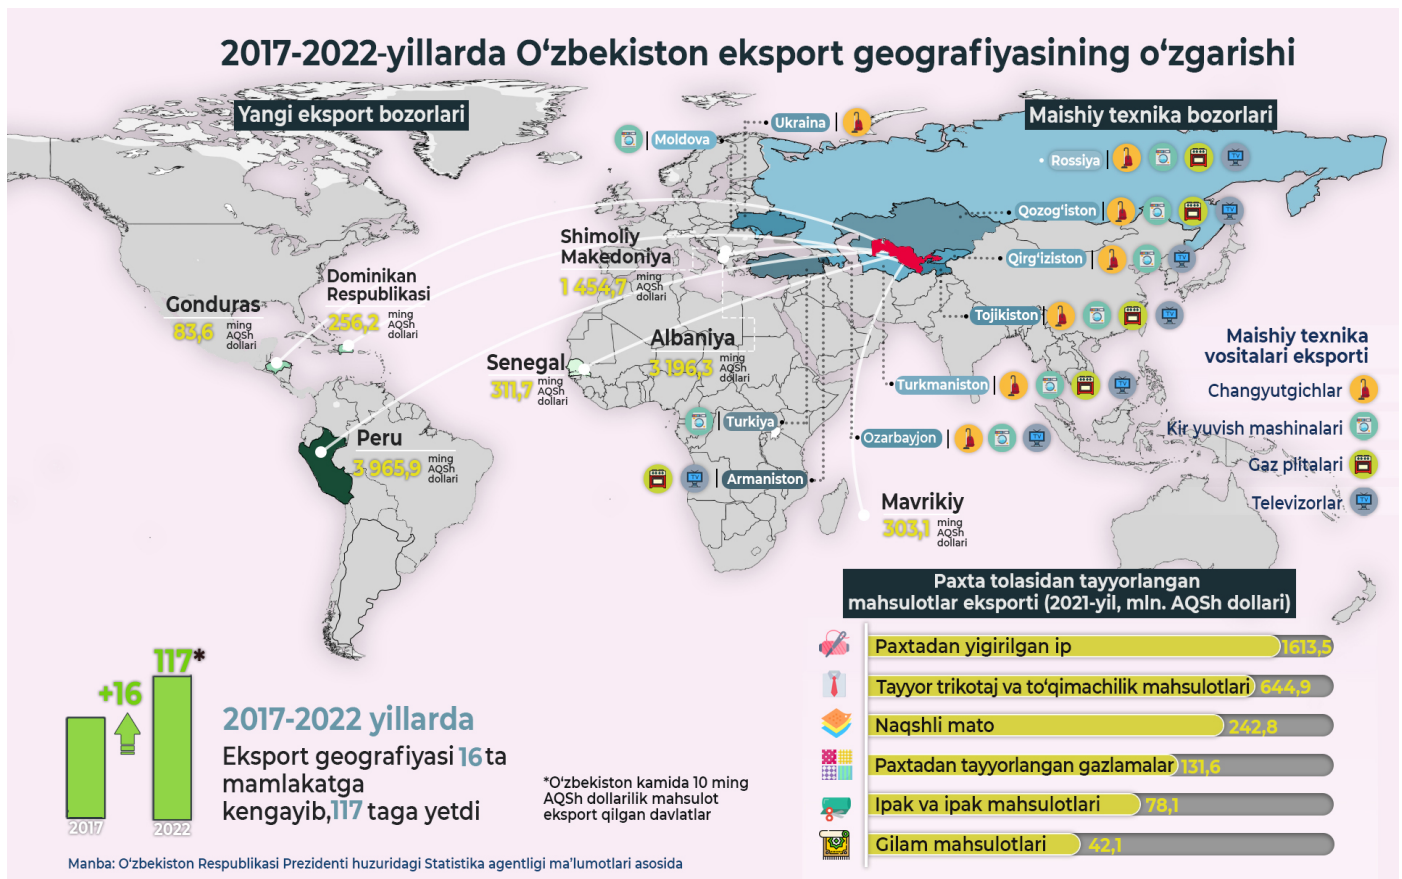 2017-2022-yillarda O‘zbekiston eksport geografiyasining o‘zgarishi
Yangi eksport bozorlari
Maishiy texnika bozorlari
Ukraina
Moldova
Rossiya
TV
Qozog‘iston
TV
Qirg‘iziston
TV
Tojikiston
TV
Turkmaniston
TV
Ozarbayjon
TV
Turkiya
Armaniston
TV
Shimoliy
Makedoniya
1 454,7 ming
AQSh
dollari
Dominikan
Respublikasi
256,2 ming
AQSh
dollari
Gonduras
83,6 ming
AQSh
dollari
Albaniya
3 196,3 ming
AQSh
dollari
Senegal
311,7 ming
AQSh
dollari
Peru
3 965,9 ming
AQSh
dollari
Mavrikiy
303,1 ming
AQSh
dollari
Maishiy texnika
vositalari eksporti
Changyutgichlar
Kir yuvish mashinalari
Gaz plitalari
Televizorlar
TV
Paxta tolasidan tayyorlangan
mahsulotlar eksporti (2021-yil, mln. AQSh dollari)
Paxtadan yigirilgan ip 1613,5
Tayyor trikotaj va to‘qimachilik mahsulotlari 644,9
Naqshli mato 242,8
Paxtadan tayyorlangan gazlamalar 131,6
Ipak va ipak mahsulotlari 78,1
Gilam mahsulotlari 42,1
117*
+16
2017
2022
2017-2022 yillarda
Eksport geografiyasi 16 ta
mamlakatga
kengayib,117 taga yetdi
*O‘zbekiston kamida 10 ming
AQSh dollarilik mahsulot
eksport qilgan davlatlar
Manba: O‘zbekiston Respublikasi Prezidenti huzuridagi Statistika agentligi ma’lumotlari asosida